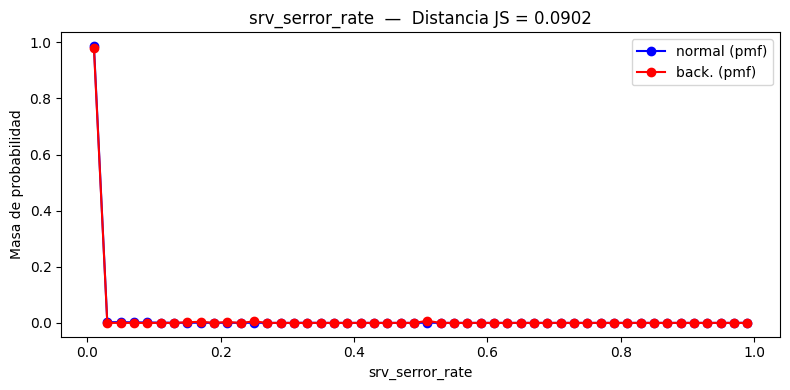 srv_serror_rate — Distancia JS = 0.0902
normal (pmf)
back. (pmf)
Masa de probabilidad
1.0
0.8
0.6
0.4
0.2
0.0
0.0 0.2 0.4 0.6 0.8 1.0
srv_serror_rate